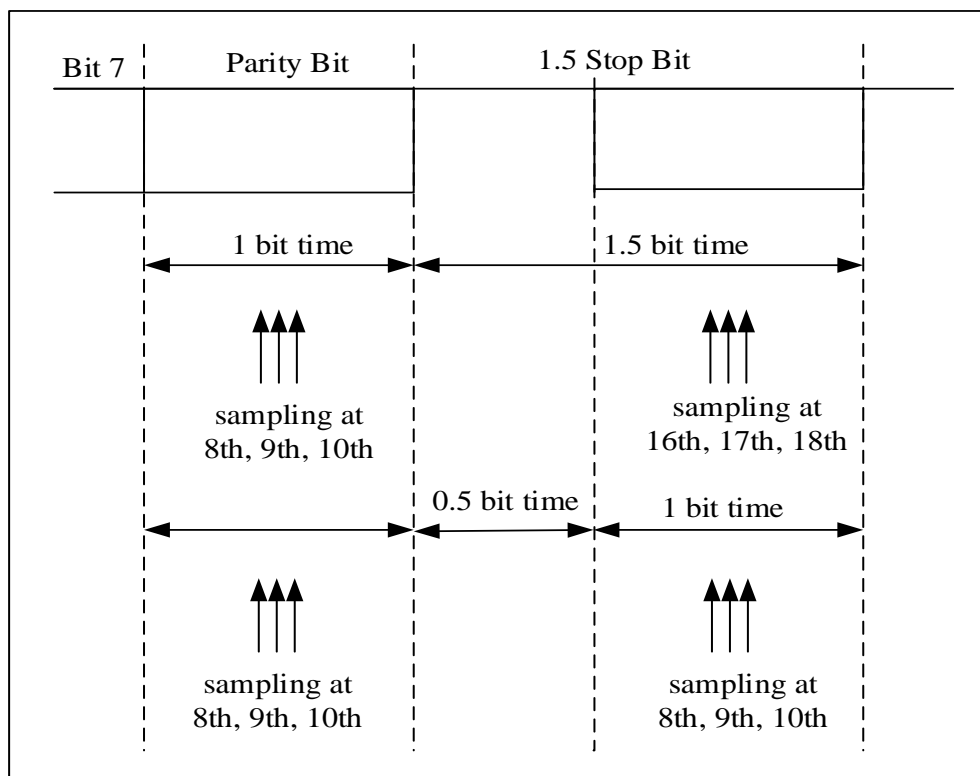 Bit 7
Parity Bit
1.5 Stop Bit
1 bit time
1.5 bit time
sampling at
8th, 9th, 10th
sampling at
16th, 17th, 18th
0.5 bit time
1 bit time
sampling at
8th, 9th, 10th
sampling at
8th, 9th, 10th